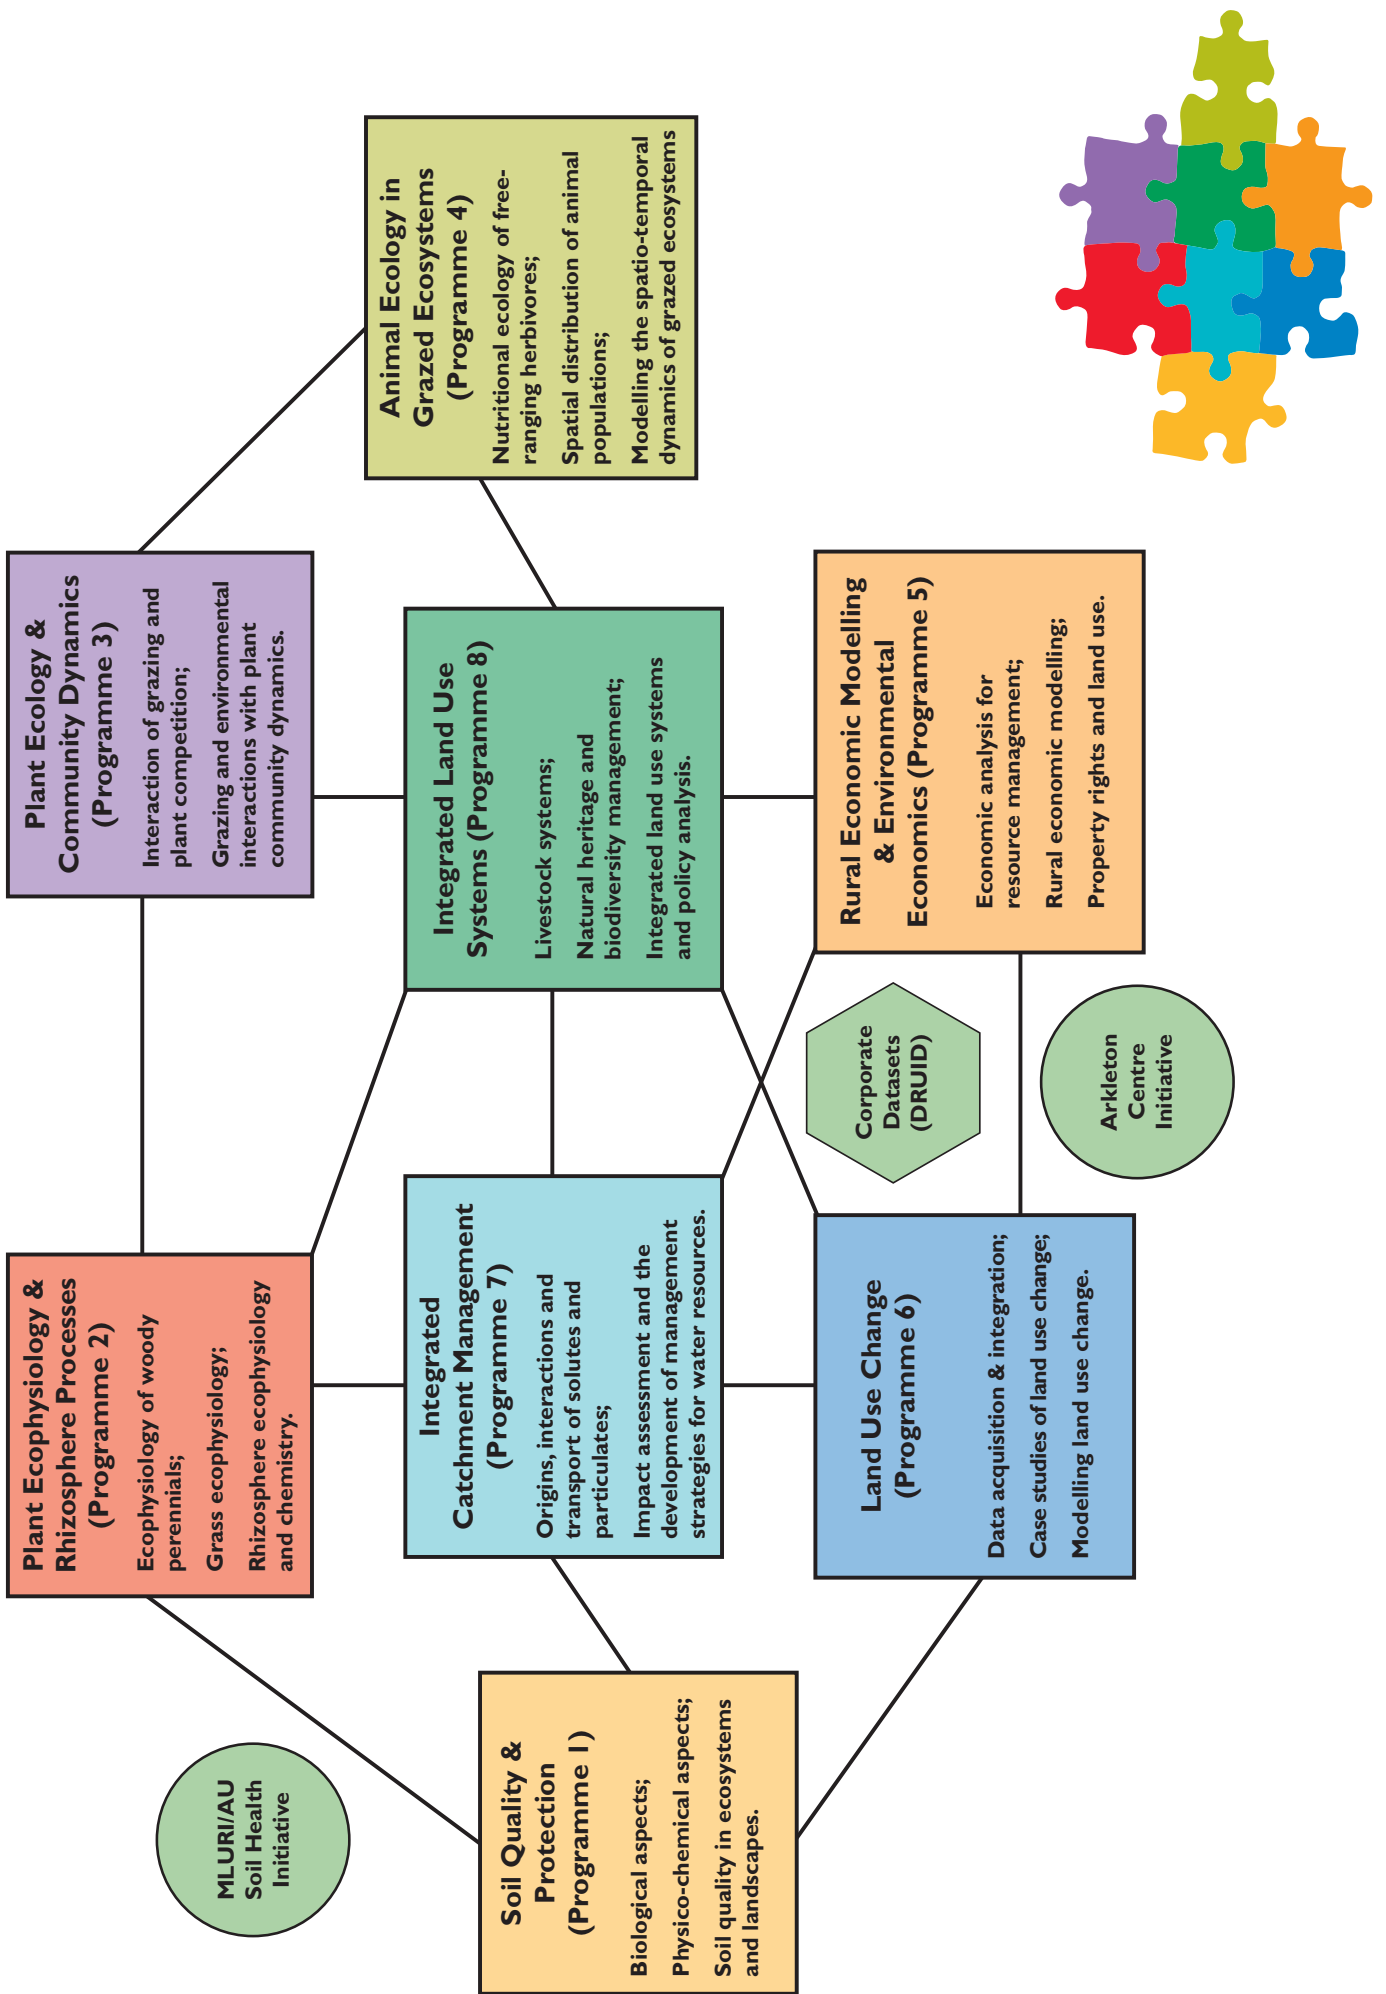 Plant Ecophysiology &
Rhizosphere Processes
(Programme 2)
Ecophysiology of woody
perennials;
Grass ecophysiology;
Rhizosphere ecophysiology
and chemistry.
Plant Ecology &
Community Dynamics
(Programme 3)
Interaction of grazing and
plant competition;
Grazing and environmental
interactions with plant
community dynamics.
MLURI/AU
Soil Health
Initiative
Soil Quality &
Protection
(Programme 1)
Biological aspects;
Physico-chemical aspects;
Soil quality in ecosystems
and landscapes.
Integrated
Catchment Management
(Programme 7)
Origins, interactions and
transport of solutes and
particulates;
Impact assessment and the
development of management
strategies for water resources.
Integrated Land Use
Systems (Programme 8)
Livestock systems;
Natural heritage and
biodiversity management;
Integrated land use systems
and policy analysis.
Animal Ecology in
Grazed Ecosystems
(Programme 4)
Nutritional ecology of free-
ranging herbivores;
Spatial distribution of animal
populations;
Modelling the spatio-temporal
dynamics of grazed ecosystems
Land Use Change
(Programme 6)
Data acquisition & integration;
Case studies of land use change;
Modelling land use change.
Corporate
Datasets
(DRUID)
Arkleton
Centre
Initiative
Rural Economic Modelling
& Environmental
Economics (Programme 5)
Economic analysis for
resource management;
Rural economic modelling;
Property rights and land use.